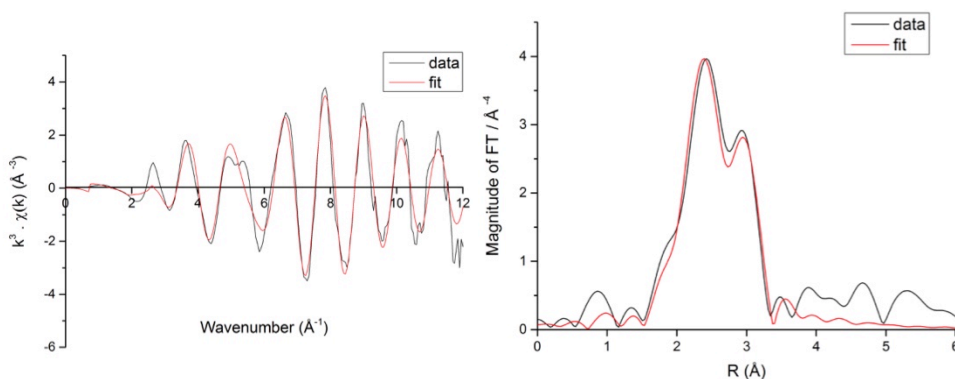 data
fit
4
2
0
0 2 4 6 8 10 12
-2
-4
-6
k³ . χ(k) (Å⁻³)
Wavenumber (Å⁻¹)
data
fit
4
3
2
1
0
0 1 2 3 4 5 6
Magnitude of FT / Å⁻⁴
R (Å)